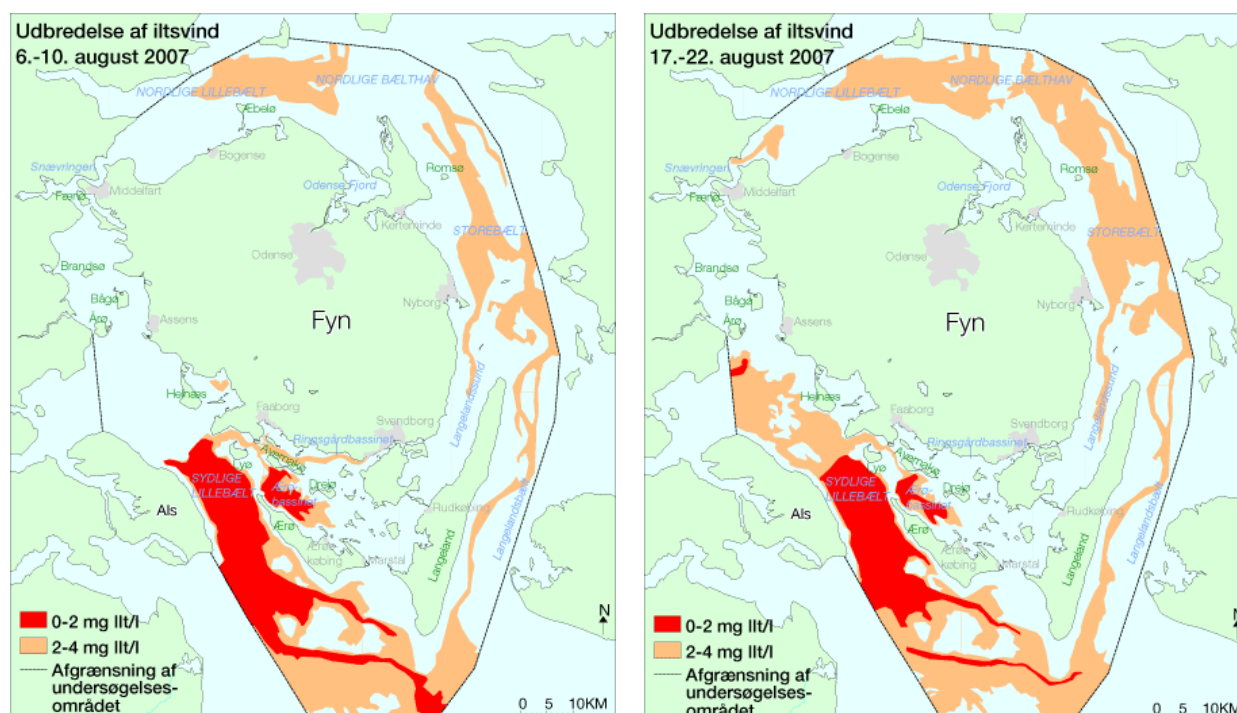 Udbredelse af iltsvind
6.-10. august 2007
NORDLIGE BÆLTHAV
NORDLIGE LILLEBÆLT
Æbelø
Bogense
Snævringen
Middelfart
Fænø
Romsø
Odense Fjord
Kerteminde
STOREBÆLT
Odense
Brandsø
Bågø
Årø
Assens
Nyborg
Fyn
Helnæs
Faaborg
Svendborg
Langelandssund
Ringsgårdbassinet
Avernakø
Lyø
SYDLIGE
LILLEBÆLT
Drejø
bassinet
Als
Ærø
Rudkøbing
Langelandsbælt
Ærøs-
købing
Marstal
Langeland
N
0-2 mg Ilt/l
2-4 mg Ilt/l
Afgrænsning af
undersøgelses-
området
0 5 10KM
Udbredelse af iltsvind
17.-22. august 2007
NORDLIGE BÆLTHAV
NORDLIGE LILLEBÆLT
Æbelø
Bogense
Snævringen
Middelfart
Fænø
Romsø
Odense Fjord
Kerteminde
STOREBÆLT
Odense
Brandsø
Bågø
Årø
Assens
Nyborg
Fyn
Helnæs
Faaborg
Svendborg
Langelandssund
Ringsgårdbassinet
Avernakø
Lyø
SYDLIGE
LILLEBÆLT
Drejø
Ærø-
bassinet
Als
Ærø
Rudkøbing
Langelandsbælt
Ærøs-
købing
Marstal
Langeland
N
0-2 mg Ilt/l
2-4 mg Ilt/l
Afgrænsning af
undersøgelses-
området
0 5 10KM